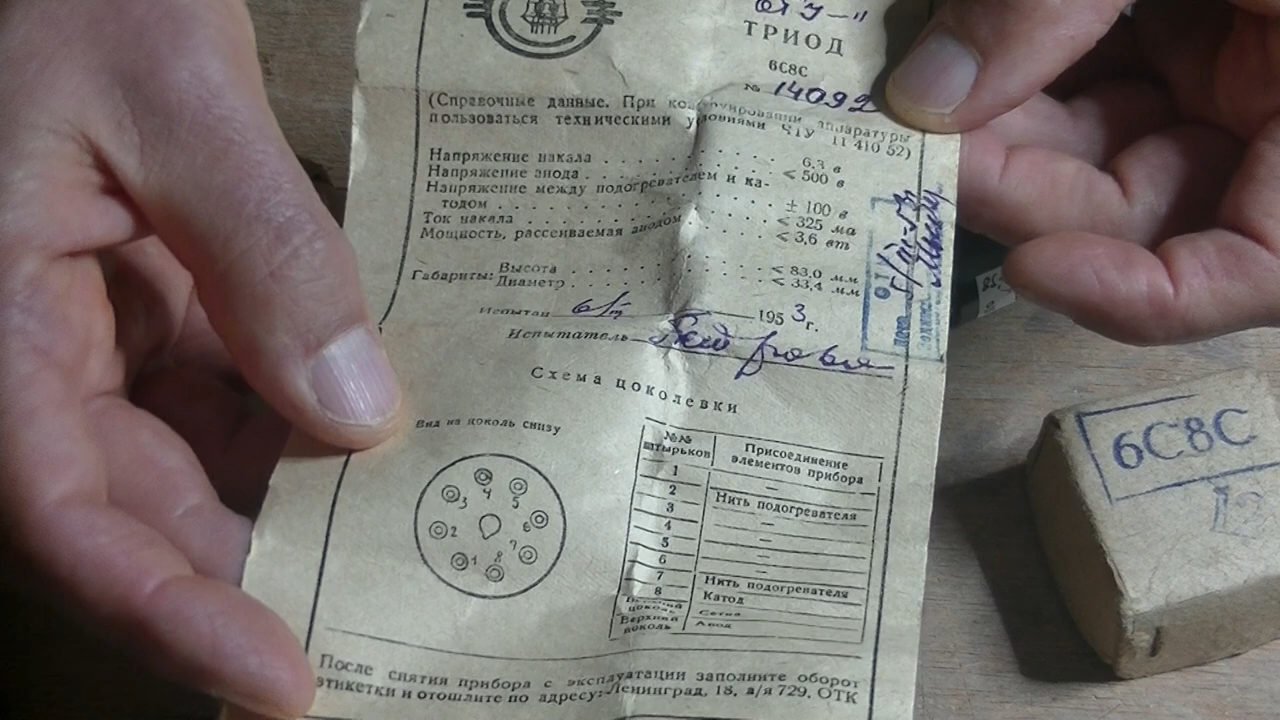 ТРИОД
6С8С
№ 14092
(Справочные данные. При конструировании аппаратуры
пользоваться техническими условиями ЧТУ 11 410 52)
Напряжение накала . . . . . . . . . . 6,3 в
Напряжение анода . . . . . . . . . . < 500 в
Напряжение между подогревателем и ка-
тодом . . . . . . . . . . ± 100 в
Ток накала . . . . . . . . . . < 325 ма
Мощность, рассеиваемая анодом . . . < 3,6 вт
Габариты: Высота . . . . . . . . . . < 83,0 мм
Диаметр . . . . . . . . . . < 33,4 мм
Испытан 1953 г.
Испытатель
Схема цоколевки
Вид на цоколь снизу
4 5
3
2 6
7
1 8
№№ штырьков Присоединение элементов прибора
1 —
2 Нить подогревателя
3 —
4 —
5 —
6 —
7 Нить подогревателя
8 Катод
цоколь Сетка
Верхний цоколь Анод
После снятия прибора с эксплуатации заполните оборот
этикетки и отошлите по адресу: Ленинград, 18, а/я 729, ОТК
6С8С